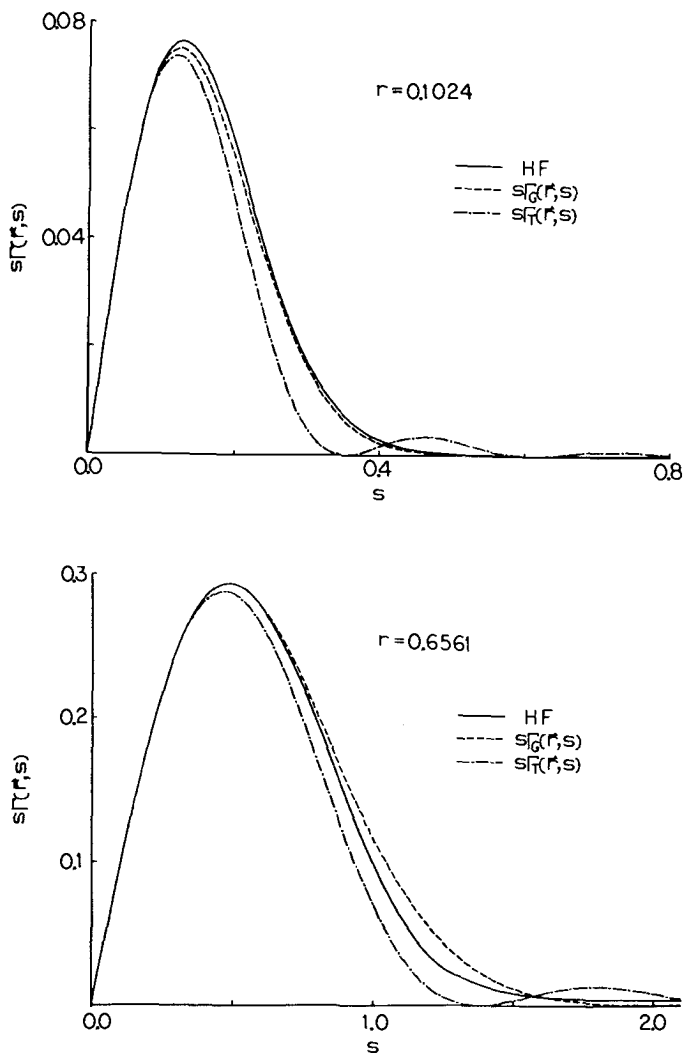 0.08
r=0.1024
HF
sΓG(r,s)
sΓT(r,s)
0.04
sΓ(r,s)
0.0
0.4
0.8
s
0.3
r=0.6561
HF
sΓG(r,s)
sΓT(r,s)
0.2
sΓ(r,s)
0.1
0.0
1.0
2.0
s